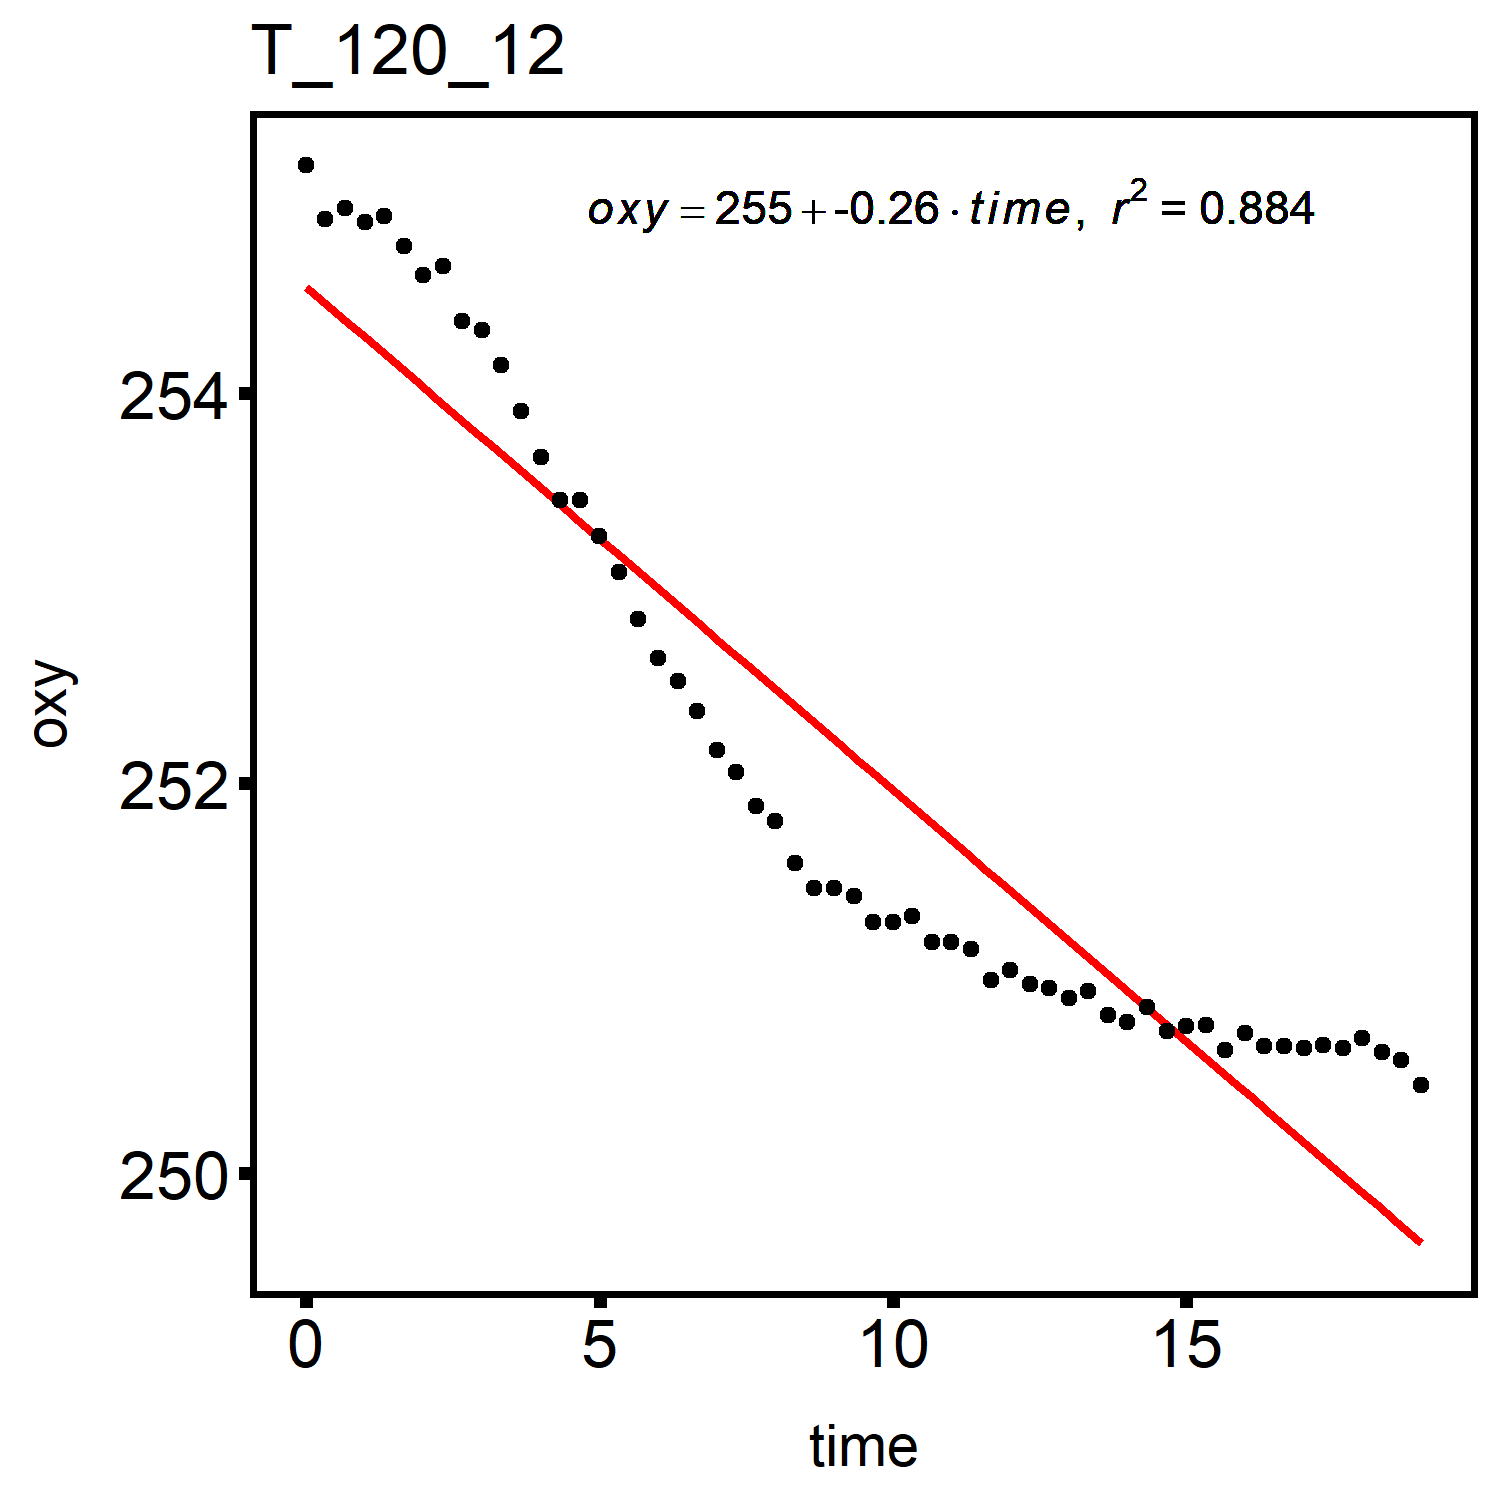 T_120_12
oxy = 255 + -0.26 · time, r² = 0.884
254
252
250
oxy
0 5 10 15
time